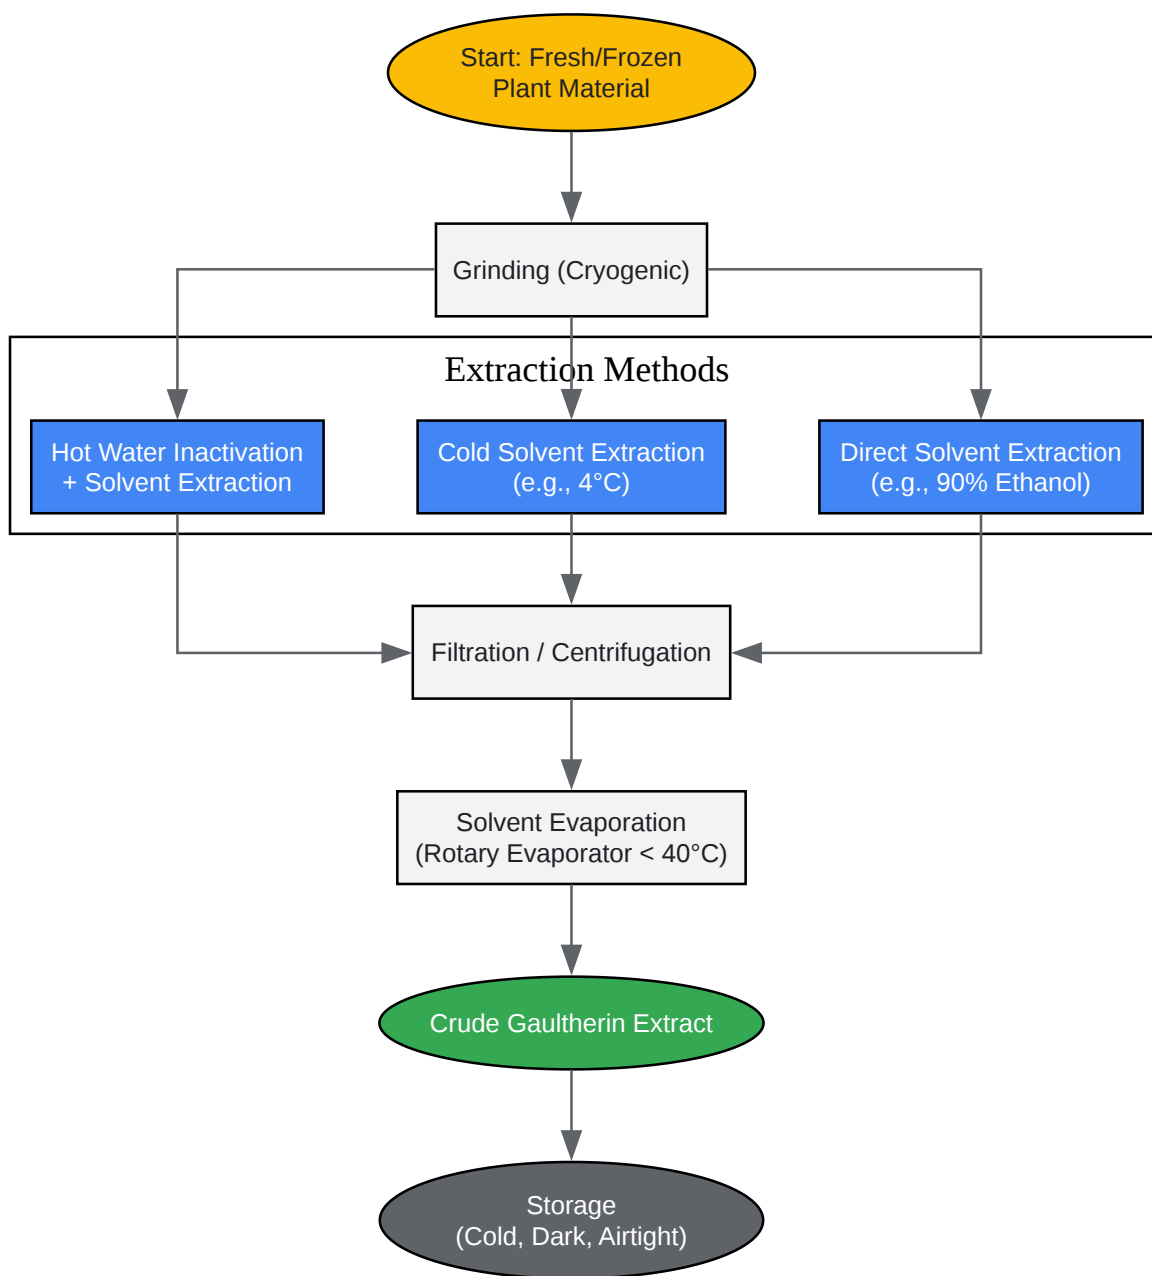 Start: Fresh/Frozen
Plant Material
Grinding (Cryogenic)
Extraction Methods
Hot Water Inactivation
+ Solvent Extraction
Cold Solvent Extraction
(e.g., 4°C)
Direct Solvent Extraction
(e.g., 90% Ethanol)
Filtration / Centrifugation
Solvent Evaporation
(Rotary Evaporator < 40°C)
Crude Gaultherin Extract
Storage
(Cold, Dark, Airtight)